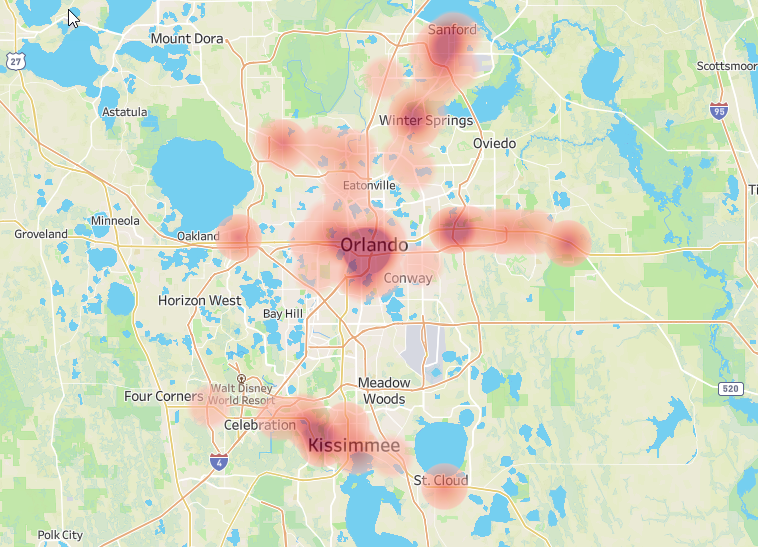 Sanford
Mount Dora
27
Scottsmoor
Astatula
95
Winter Springs
Oviedo
Eatonville
Ti
Minneola
Groveland
Oakland
Orlando
Conway
Horizon West
Bay Hill
Walt Disney
World Resort
Meadow
Woods
Four Corners
520
Celebration
Kissimmee
4
St. Cloud
Polk City